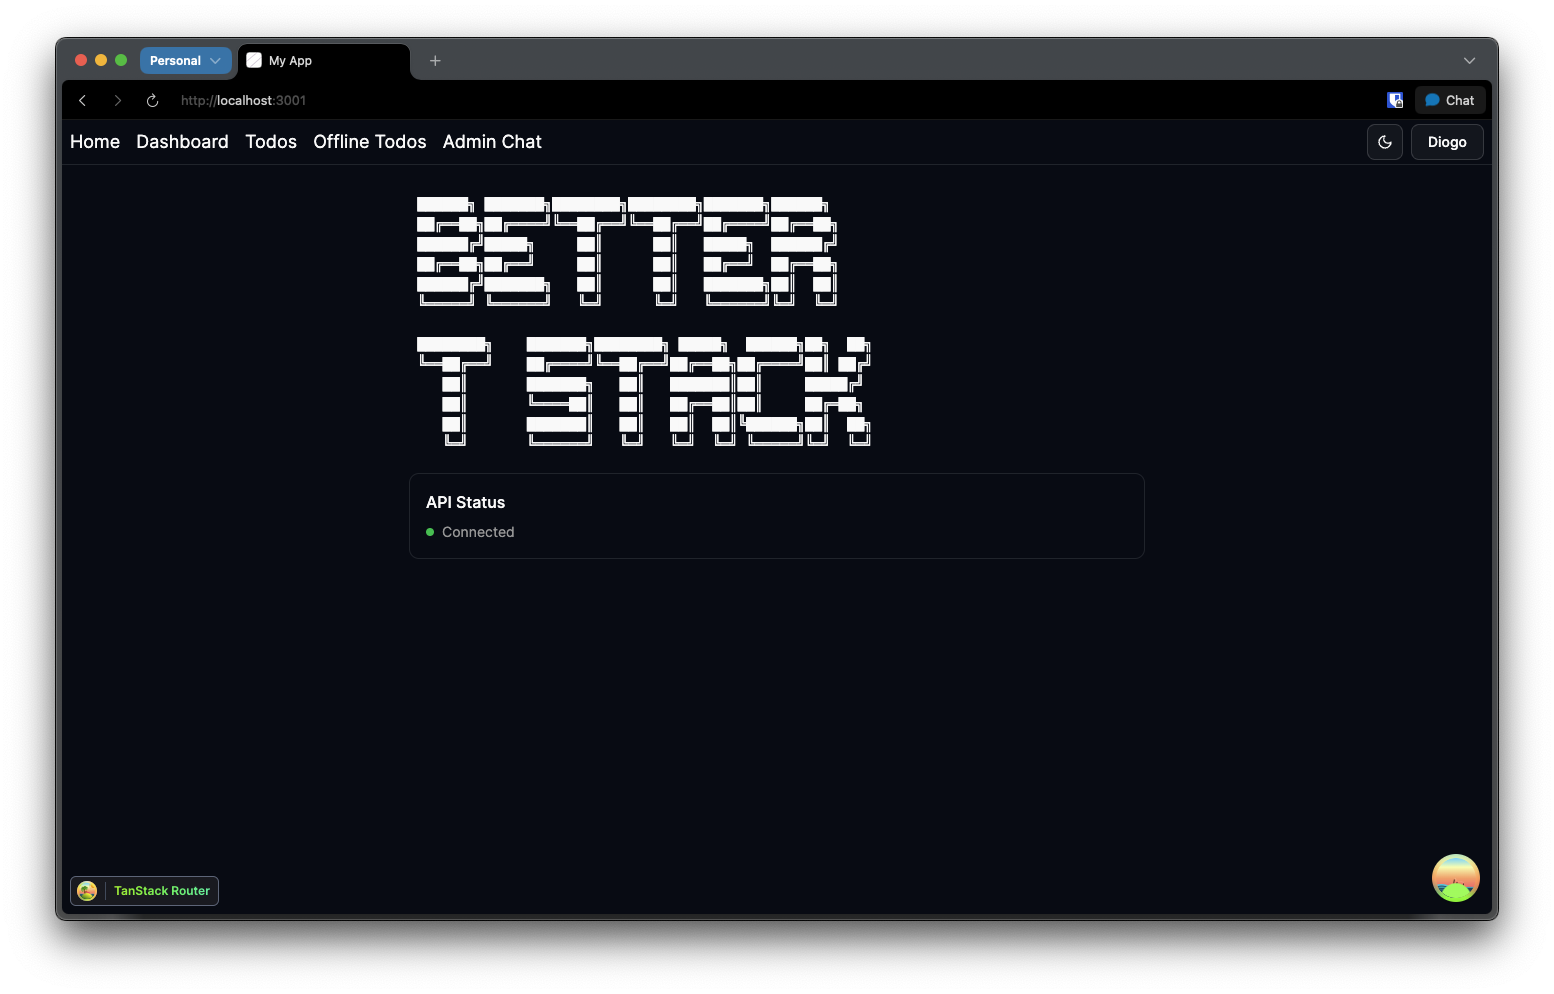 Personal
My App
http://localhost:3001
Chat
Home Dashboard Todos Offline Todos Admin Chat
Diogo
BETTER
T STACK
API Status
Connected
TanStack Router